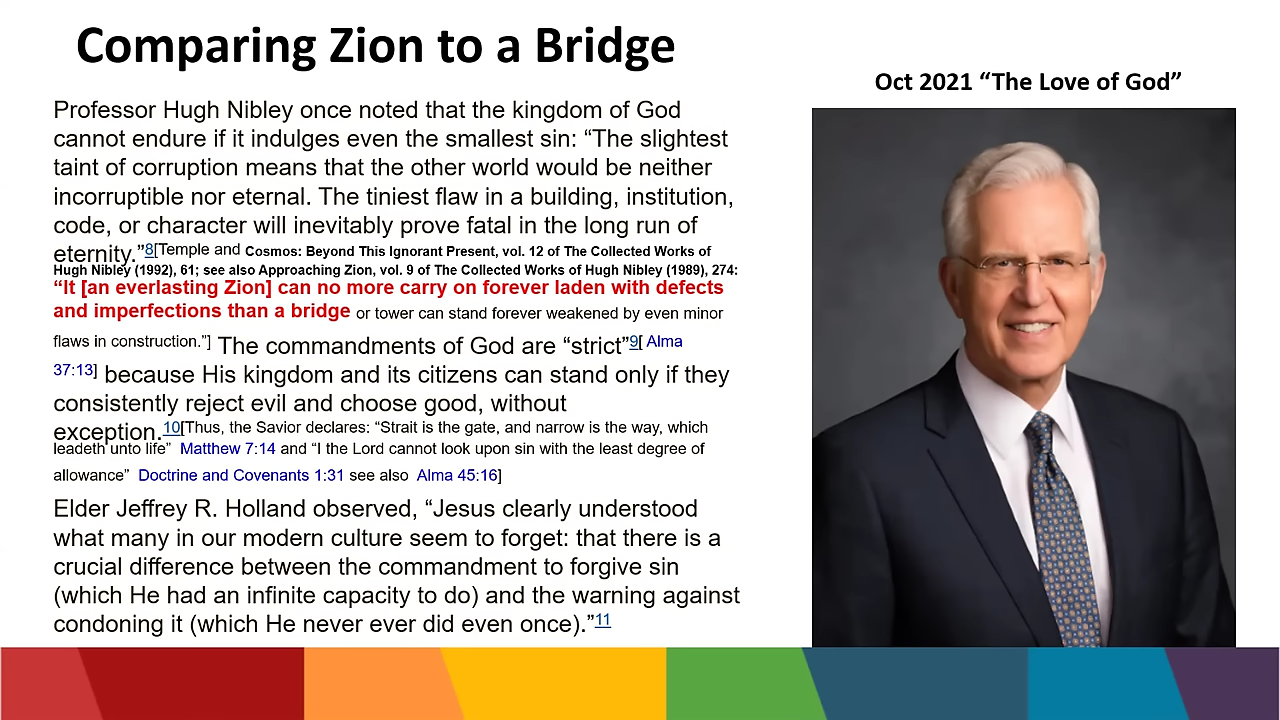 Comparing Zion to a Bridge
Oct 2021 “The Love of God”
Professor Hugh Nibley once noted that the kingdom of God
cannot endure if it indulges even the smallest sin: “The slightest
taint of corruption means that the other world would be neither
incorruptible nor eternal. The tiniest flaw in a building, institution,
code, or character will inevitably prove fatal in the long run of
eternity.”8[Temple and Cosmos: Beyond This Ignorant Present, vol. 12 of The Collected Works of
Hugh Nibley (1992), 61; see also Approaching Zion, vol. 9 of The Collected Works of Hugh Nibley (1989), 274:
“It [an everlasting Zion] can no more carry on forever laden with defects
and imperfections than a bridge or tower can stand forever weakened by even minor
flaws in construction.”] The commandments of God are “strict”9[ Alma
37:13] because His kingdom and its citizens can stand only if they
consistently reject evil and choose good, without
exception.10[Thus, the Savior declares: “Strait is the gate, and narrow is the way, which
leadeth unto life” Matthew 7:14 and “I the Lord cannot look upon sin with the least degree of
allowance” Doctrine and Covenants 1:31 see also Alma 45:16]
Elder Jeffrey R. Holland observed, “Jesus clearly understood
what many in our modern culture seem to forget: that there is a
crucial difference between the commandment to forgive sin
(which He had an infinite capacity to do) and the warning against
condoning it (which He never ever did even once).”11